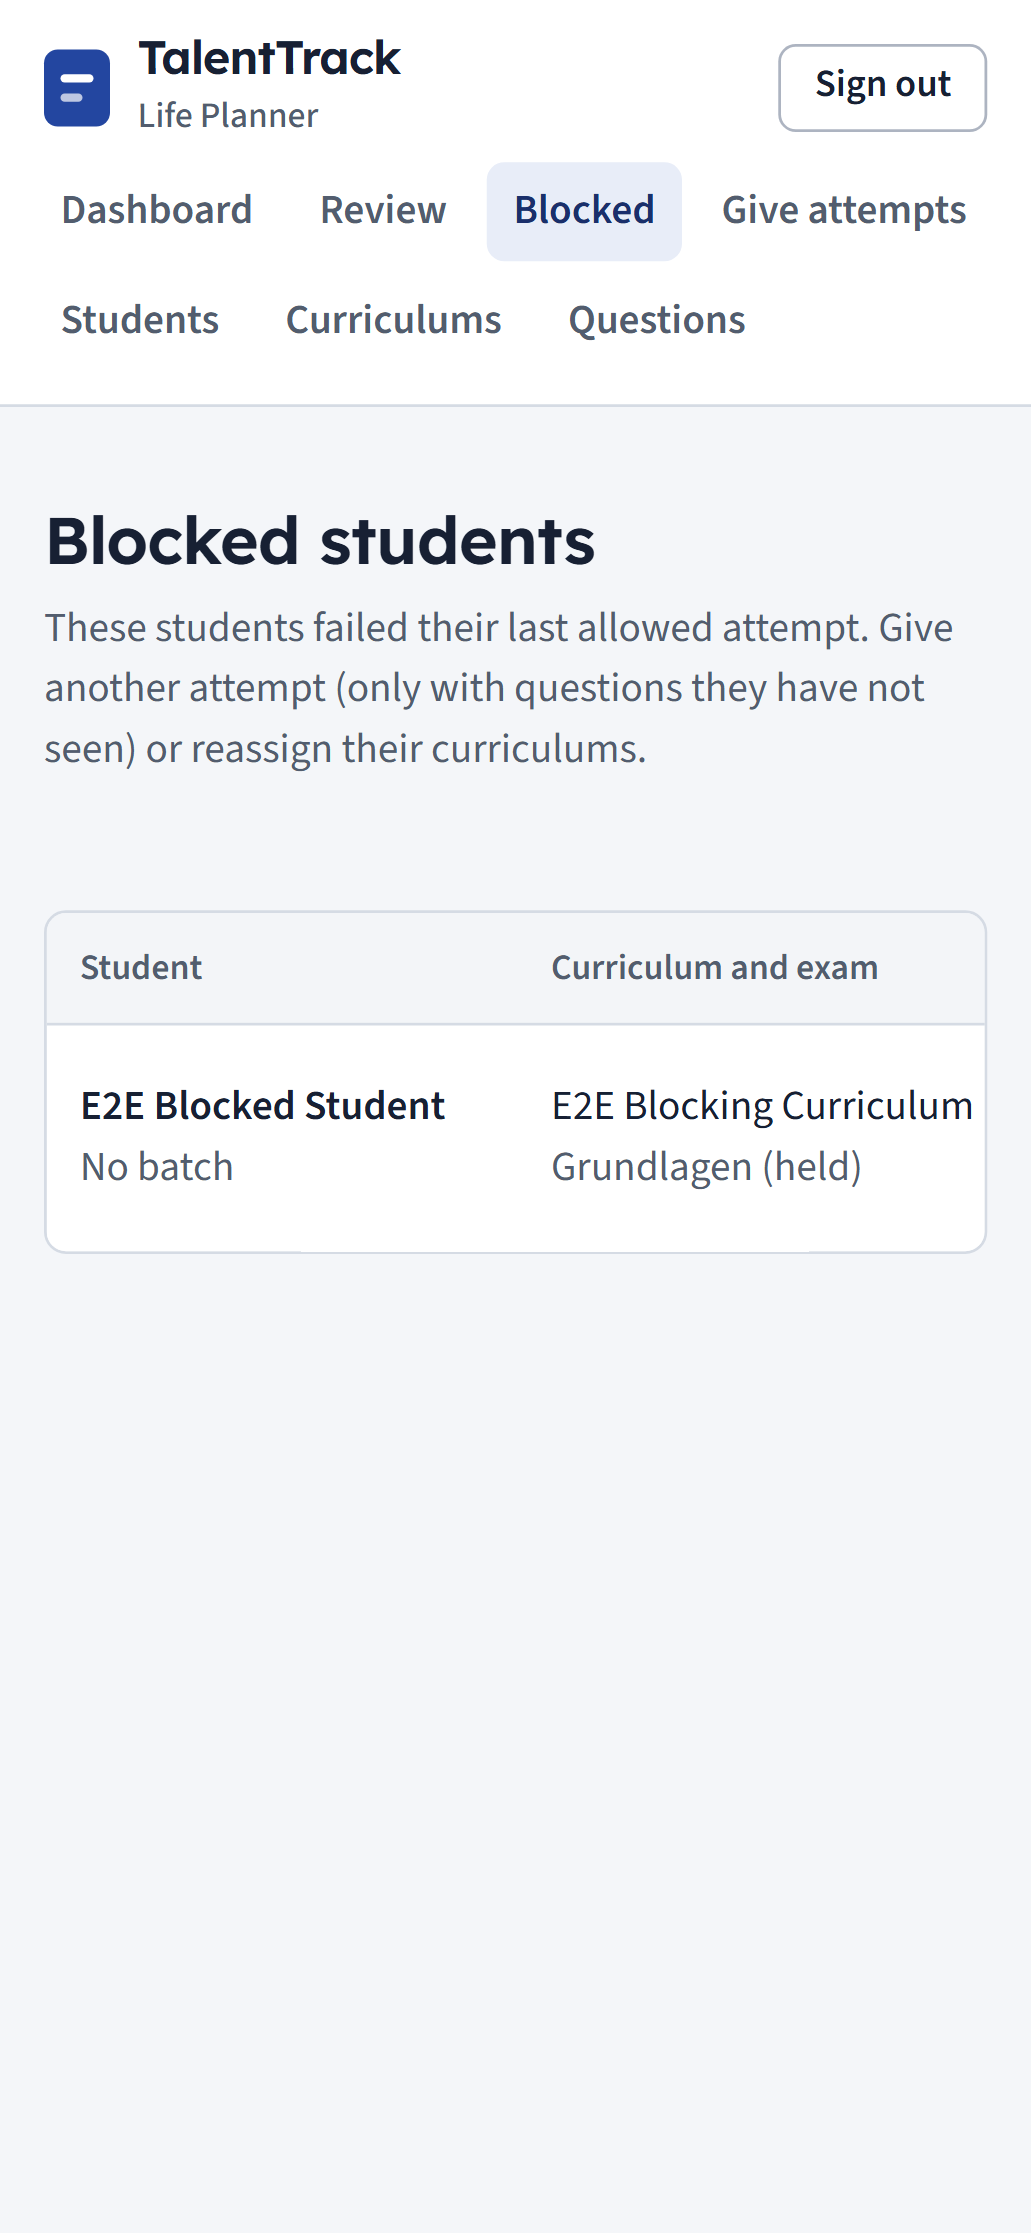 TalentTrack
Life Planner
Sign out
Dashboard
Review
Blocked
Give attempts
Students
Curriculums
Questions
Blocked students
These students failed their last allowed attempt. Give
another attempt (only with questions they have not
seen) or reassign their curriculums.
Student
Curriculum and exam
E2E Blocked Student
No batch
E2E Blocking Curriculum
Grundlagen (held)